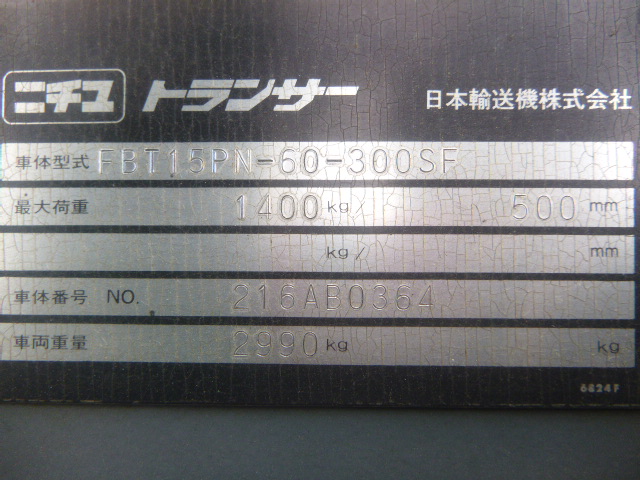 ニチユ トランサー 日本輸送機株式会社
車体型式 FBT15PN-60-300SF
最大荷重 1400 kg/ 500 mm
kg/ mm
車体番号 NO. 216AB0364
車両重量 2990 kg kg
6824F